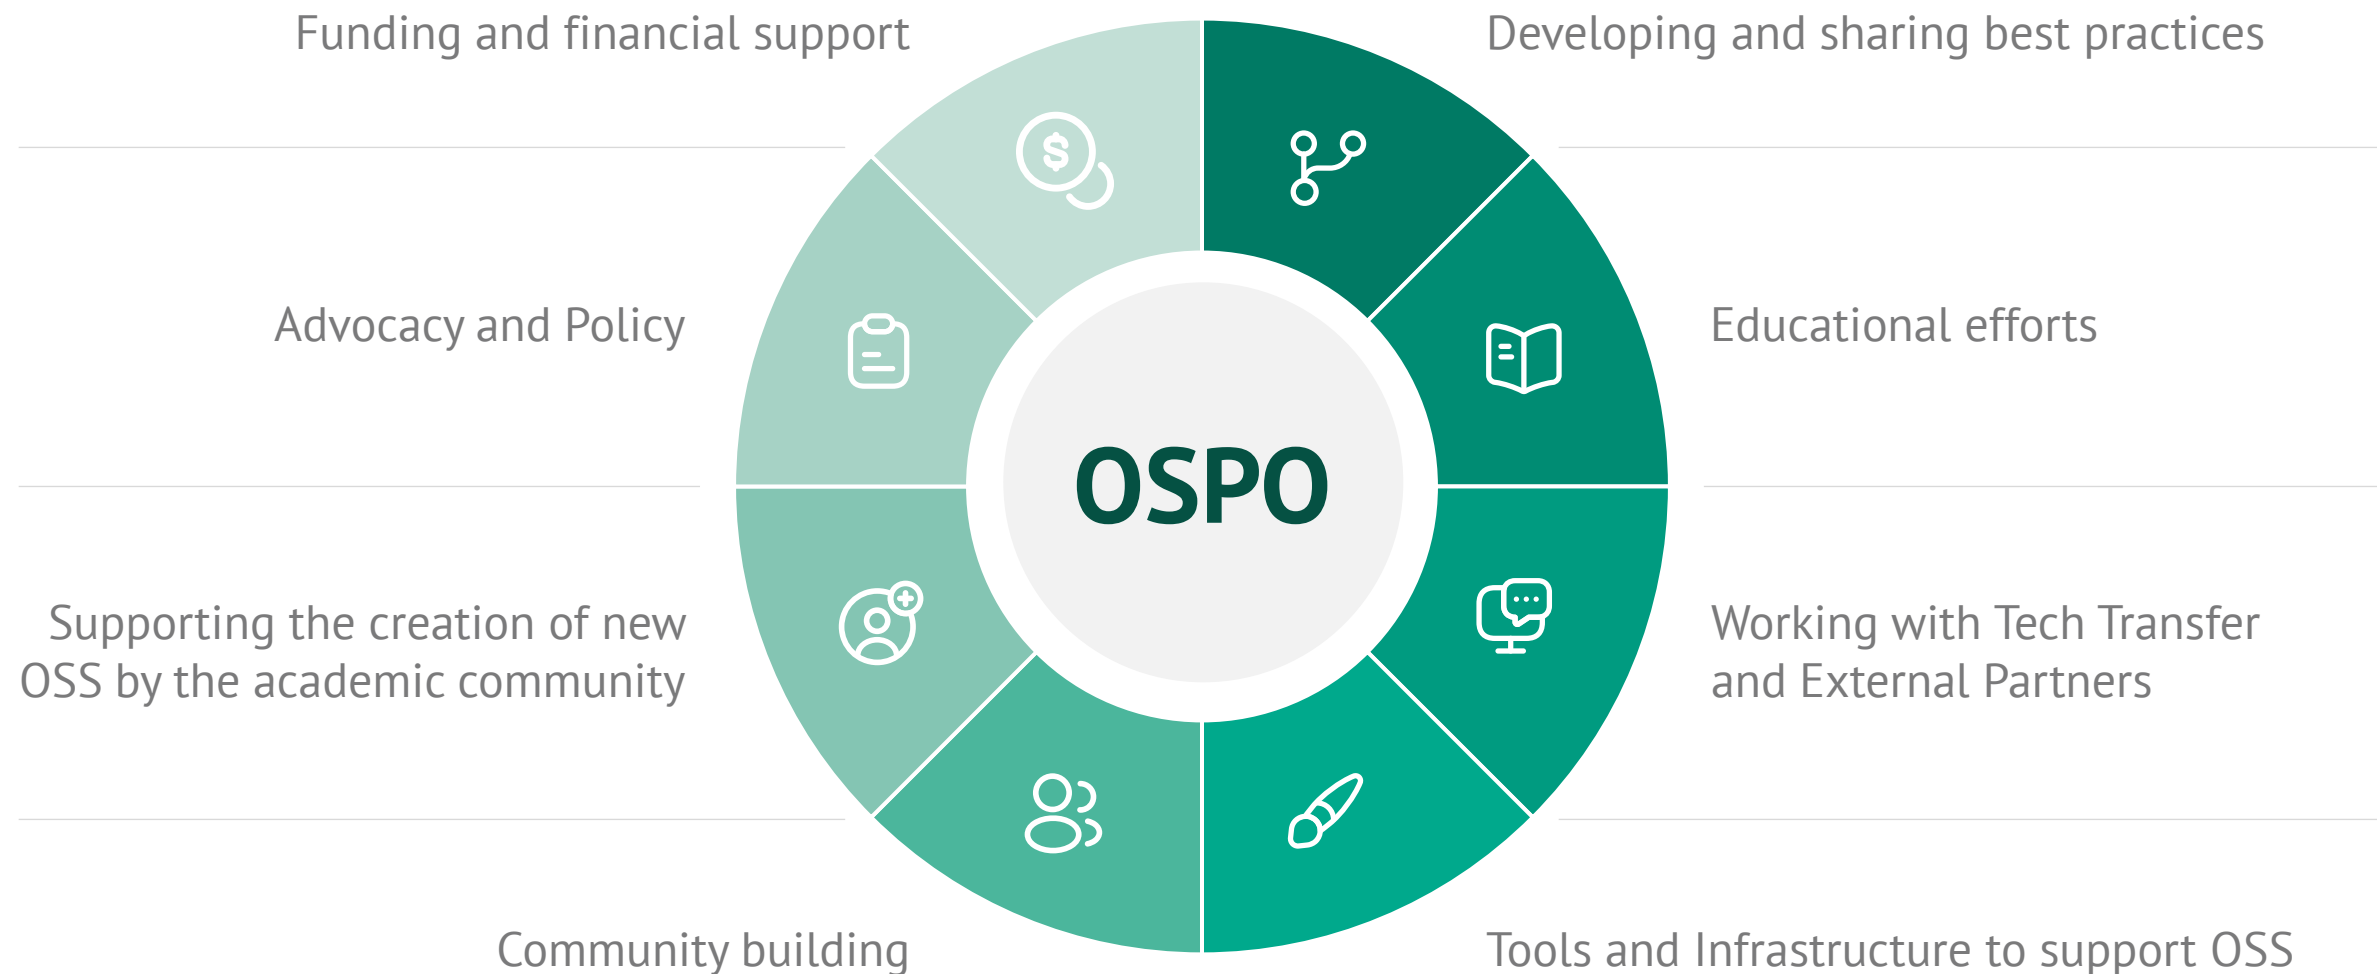 Funding and financial support
Developing and sharing best practices
$
Advocacy and Policy
Educational efforts
OSPO
Supporting the creation of new
OSS by the academic community
Working with Tech Transfer
and External Partners
Community building
Tools and Infrastructure to support OSS